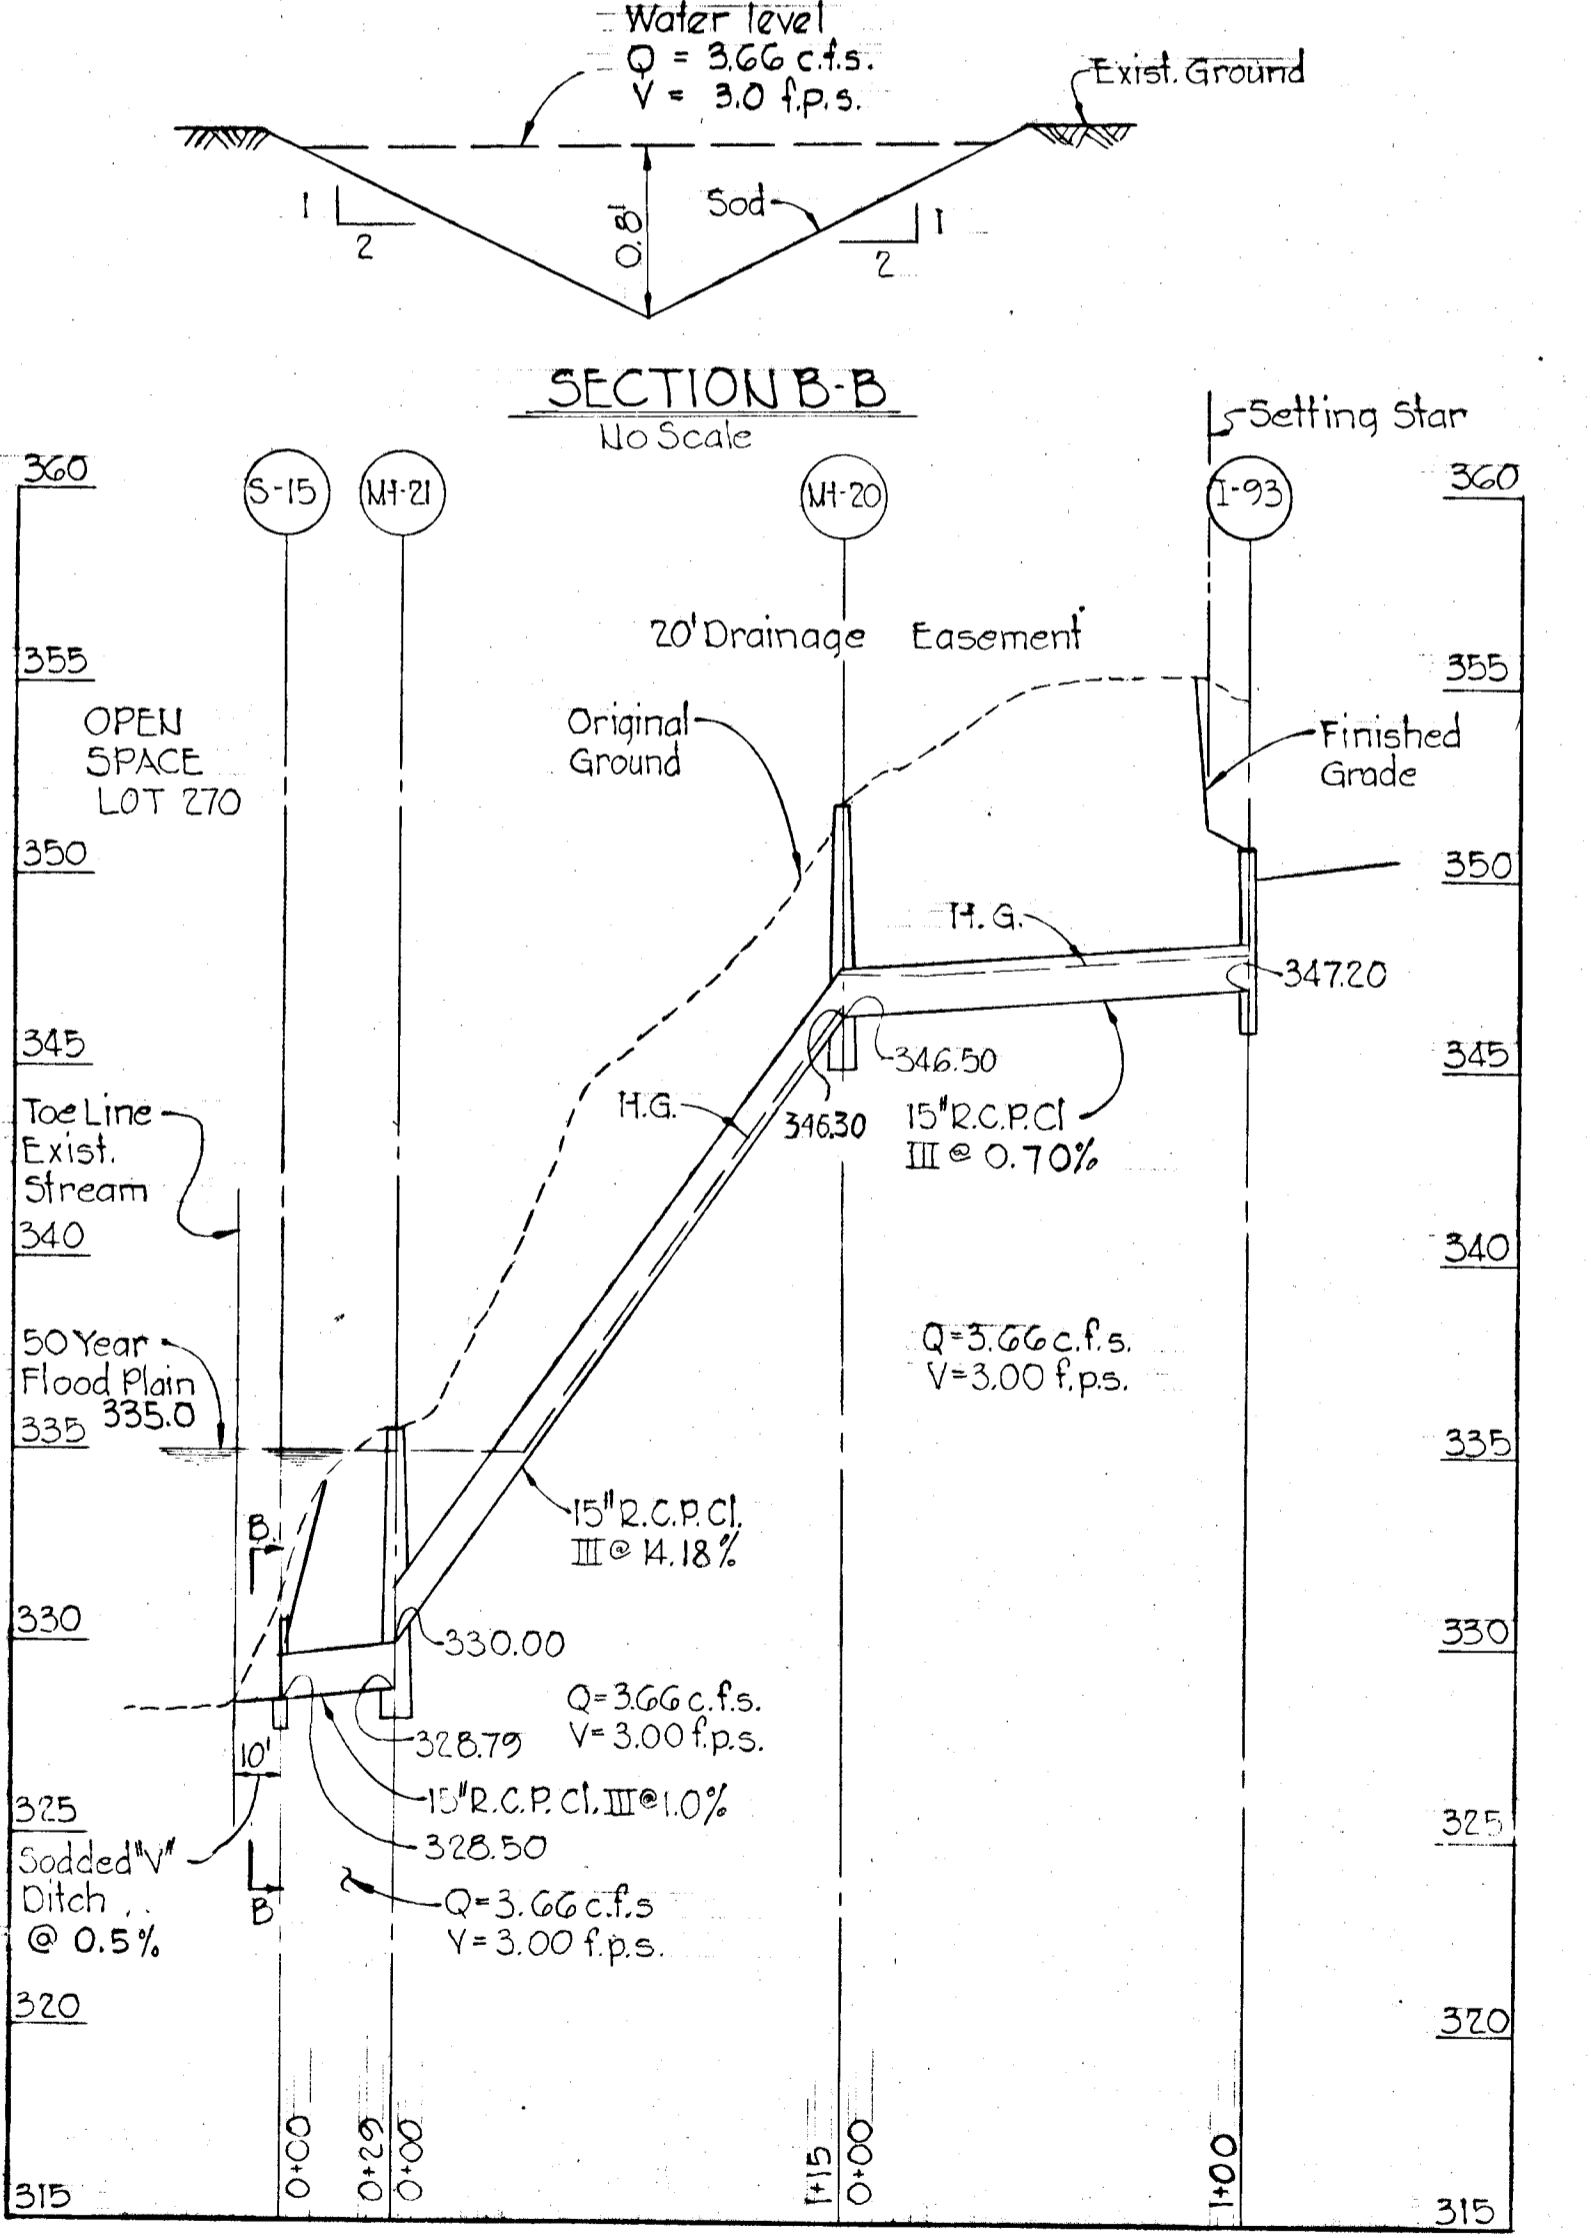 Water level
Q = 3.66 c.f.s.
V = 3.0 f.p.s.
Exist. Ground
1
2
0.8'
Sod
1
2
SECTION B-B
No Scale
Setting Star
360
S-15
MH-21
MH-20
I-93
360
20' Drainage Easement
355
355
OPEN
SPACE
LOT 270
Original
Ground
Finished
Grade
350
350
H.G.
347.20
345
346.50
345
Toe Line
Exist.
Stream
H.G.
346.30
15" R.C.P. Cl
III @ 0.70%
340
340
50 Year
Flood Plain
335.0
Q=3.66 c.f.s.
V=3.00 f.p.s.
335
335
15" R.C.P. Cl.
III @ 14.18%
B
330
330.00
330
Q=3.66 c.f.s.
V=3.00 f.p.s.
328.79
10'
15" R.C.P. Cl. III @ 1.0%
325
328.50
325
Sodded "V"
Ditch
@ 0.5%
B
Q=3.66 c.f.s
V=3.00 f.p.s.
320
320
0+00
0+29
0+00
1+15
0+00
1+00
315
315